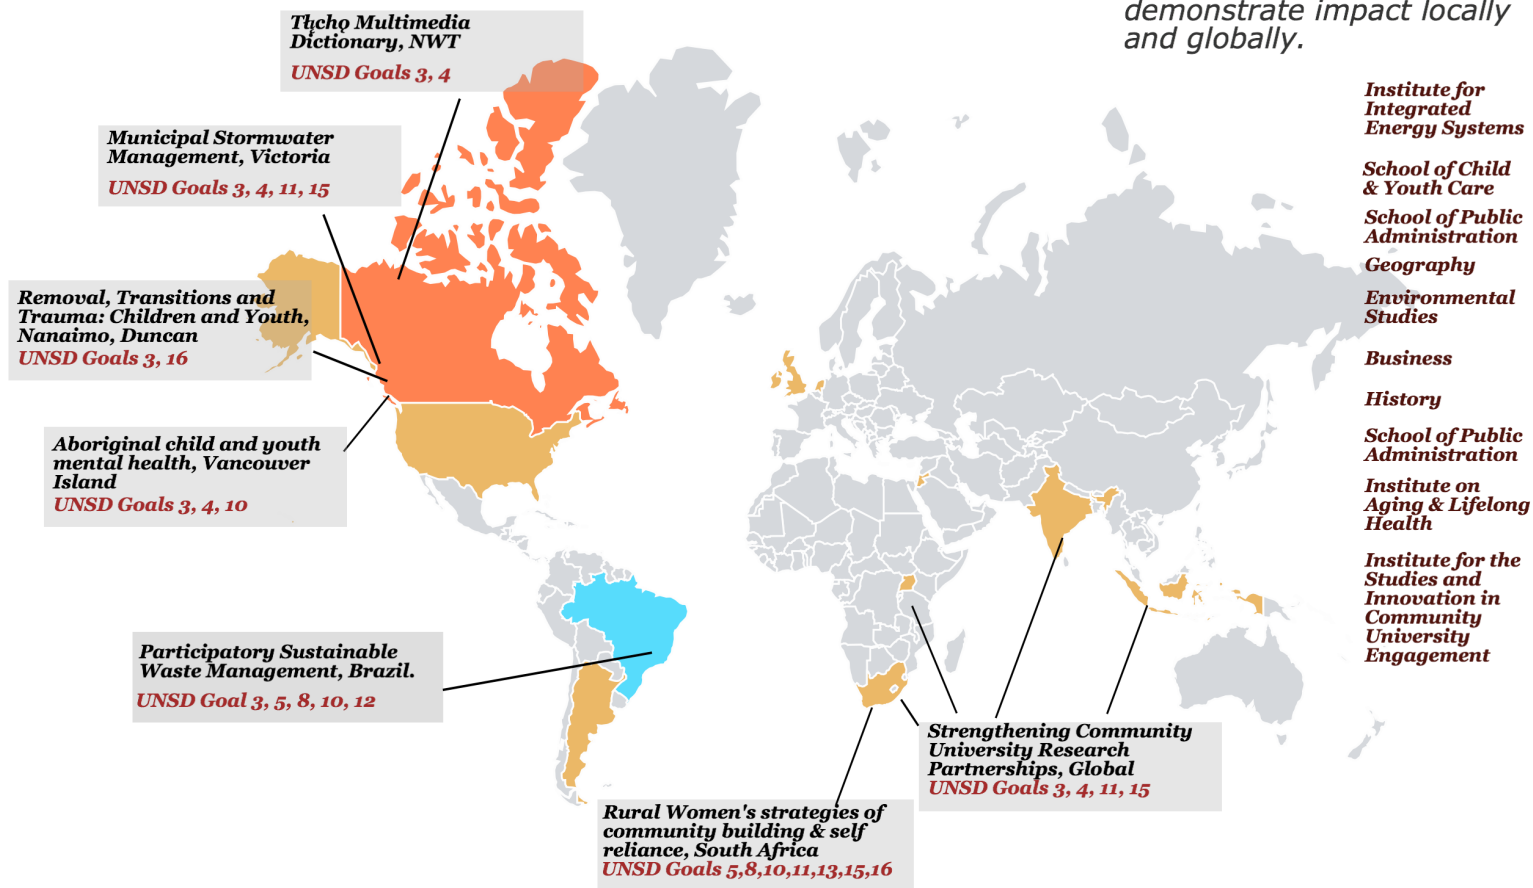 demonstrate impact locally
and globally.
Tłıchǫ Multimedia
Dictionary, NWT
UNSD Goals 3, 4
Municipal Stormwater
Management, Victoria
UNSD Goals 3, 4, 11, 15
Removal, Transitions and
Trauma: Children and Youth,
Nanaimo, Duncan
UNSD Goals 3, 16
Aboriginal child and youth
mental health, Vancouver
Island
UNSD Goals 3, 4, 10
Participatory Sustainable
Waste Management, Brazil.
UNSD Goal 3, 5, 8, 10, 12
Rural Women's strategies of
community building & self
reliance, South Africa
UNSD Goals 5,8,10,11,13,15,16
Strengthening Community
University Research
Partnerships, Global
UNSD Goals 3, 4, 11, 15
Institute for
Integrated
Energy Systems
School of Child
& Youth Care
School of Public
Administration
Geography
Environmental
Studies
Business
History
School of Public
Administration
Institute on
Aging & Lifelong
Health
Institute for the
Studies and
Innovation in
Community
University
Engagement